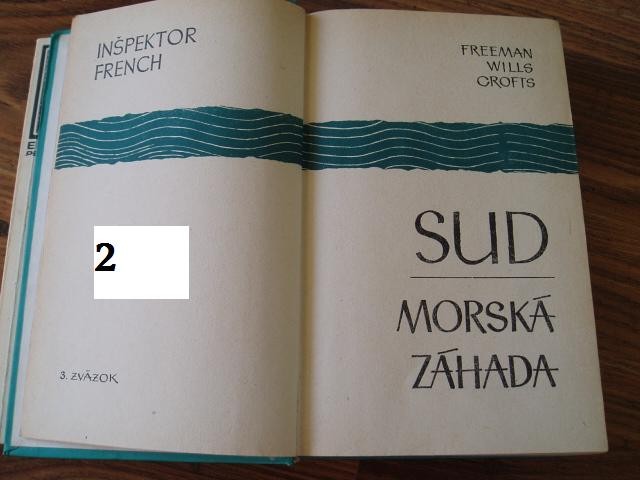 INŠPEKTOR
FRENCH
2
3. ZVÄZOK
FREEMAN
WILLS
CROFTS
SUD
MORSKÁ
ZÁHADA